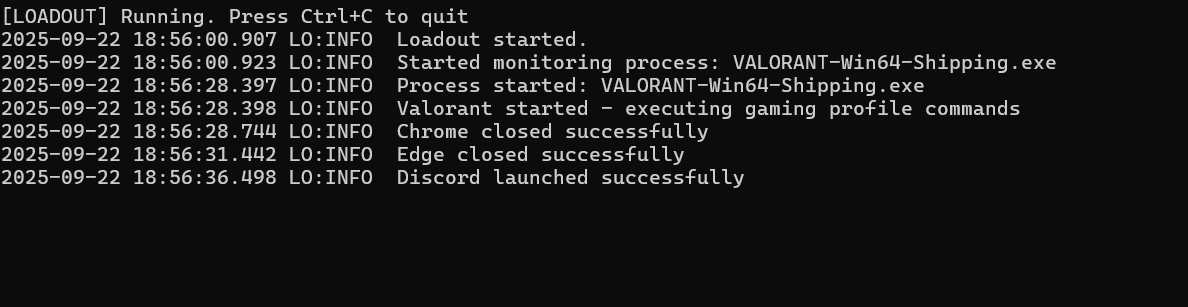 [LOADOUT] Running. Press Ctrl+C to quit
2025-09-22 18:56:00.907 LO:INFO  Loadout started.
2025-09-22 18:56:00.923 LO:INFO  Started monitoring process: VALORANT-Win64-Shipping.exe
2025-09-22 18:56:28.397 LO:INFO  Process started: VALORANT-Win64-Shipping.exe
2025-09-22 18:56:28.398 LO:INFO  Valorant started - executing gaming profile commands
2025-09-22 18:56:28.744 LO:INFO  Chrome closed successfully
2025-09-22 18:56:31.442 LO:INFO  Edge closed successfully
2025-09-22 18:56:36.498 LO:INFO  Discord launched successfully